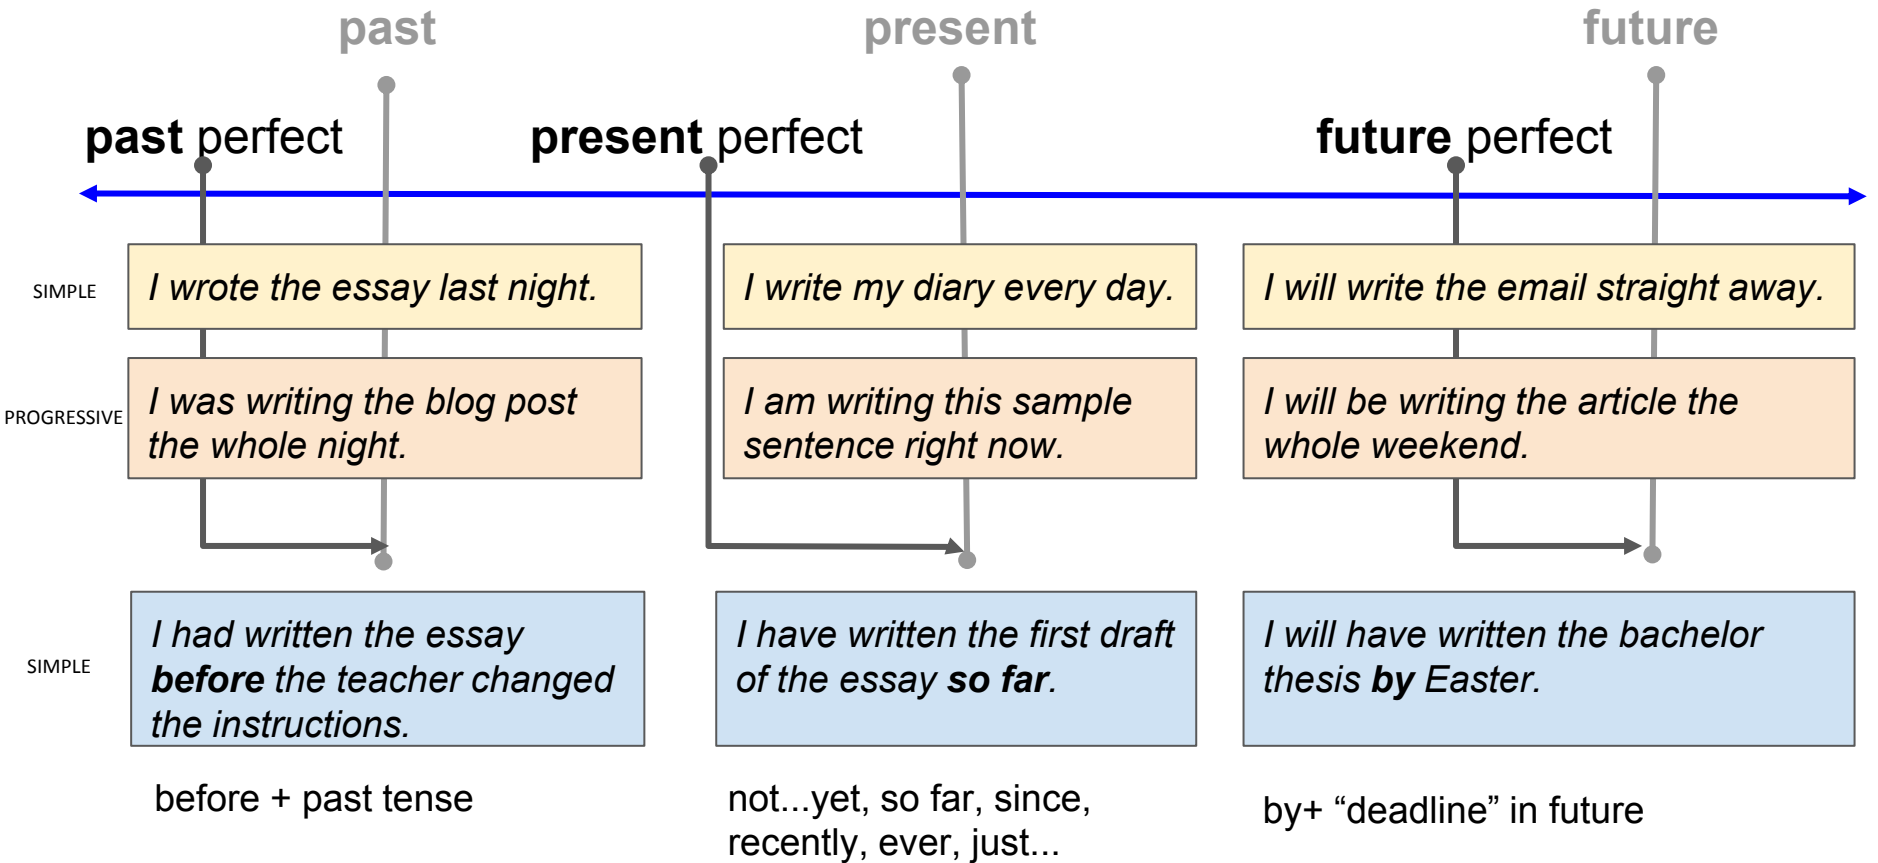 past
present
future
past perfect
present perfect
future perfect
SIMPLE
I wrote the essay last night.
I write my diary every day.
I will write the email straight away.
PROGRESSIVE
I was writing the blog post
the whole night.
I am writing this sample
sentence right now.
I will be writing the article the
whole weekend.
SIMPLE
I had written the essay
before the teacher changed
the instructions.
I have written the first draft
of the essay so far.
I will have written the bachelor
thesis by Easter.
before + past tense
not...yet, so far, since,
recently, ever, just...
by+ “deadline” in future